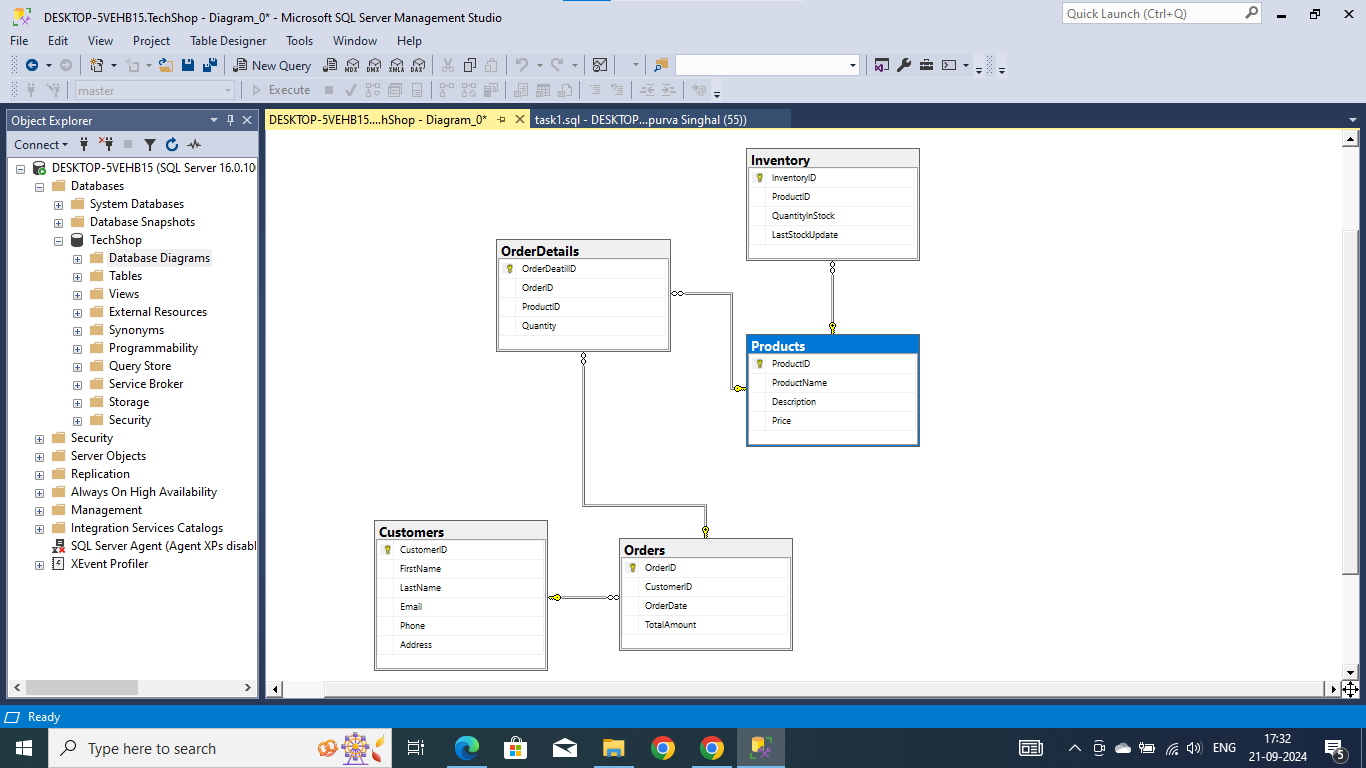 DESKTOP-5VEHB15.TechShop - Diagram_0* - Microsoft SQL Server Management Studio
Quick Launch (Ctrl+Q)
File Edit View Project Table Designer Tools Window Help
New Query
MDX DMX XMLA DAX
master
Execute
Object Explorer
DESKTOP-5VEHB15....hShop - Diagram_0*
task1.sql - DESKTOP...purva Singhal (55))
Connect
DESKTOP-5VEHB15 (SQL Server 16.0.10
Databases
System Databases
Database Snapshots
TechShop
Database Diagrams
Tables
Views
External Resources
Synonyms
Programmability
Query Store
Service Broker
Storage
Security
Security
Server Objects
Replication
Always On High Availability
Management
Integration Services Catalogs
SQL Server Agent (Agent XPs disabl
XEvent Profiler
Inventory
InventoryID
ProductID
QuantityInStock
LastStockUpdate
OrderDetails
OrderDeatilID
OrderID
ProductID
Quantity
Products
ProductID
ProductName
Description
Price
Customers
CustomerID
FirstName
LastName
Email
Phone
Address
Orders
OrderID
CustomerID
OrderDate
TotalAmount
Ready
Type here to search
ENG
17:32
21-09-2024
5